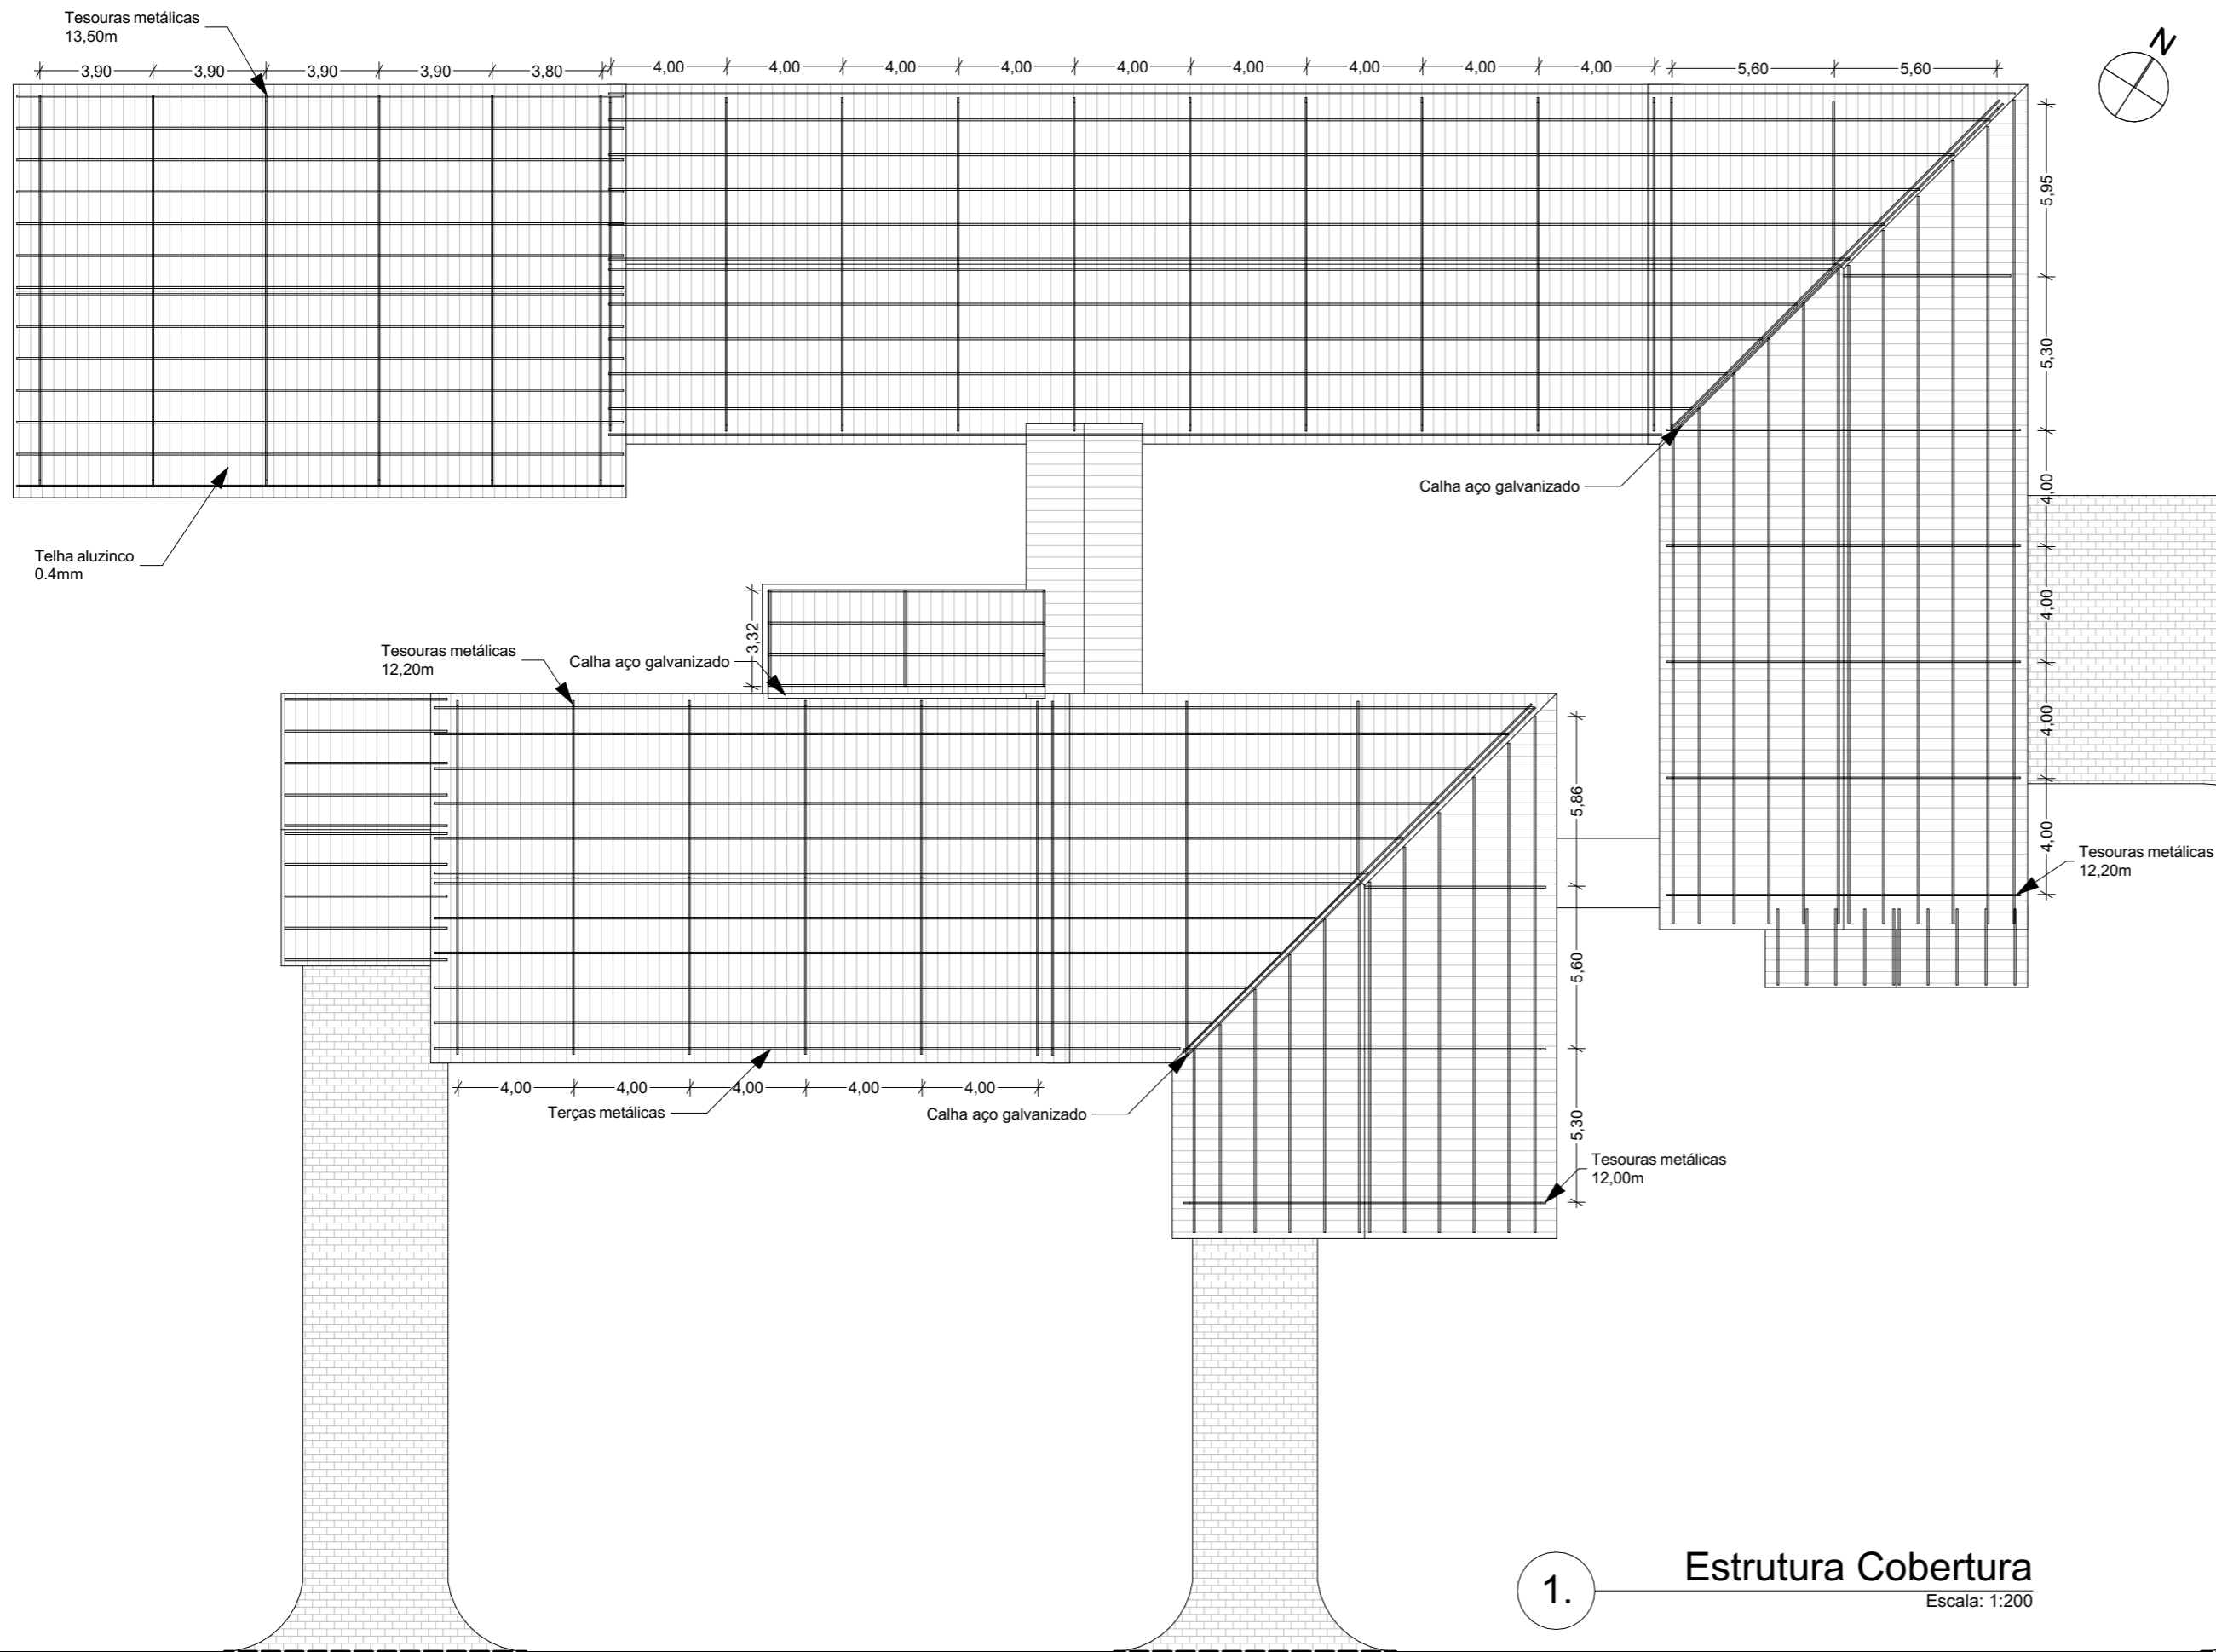 Tesouras metálicas
13,50m
N
3,90 3,90 3,90 3,90 3,80 4,00 4,00 4,00 4,00 4,00 4,00 4,00 4,00 4,00 5,60 5,60
5,95
5,30
4,00
4,00
4,00
4,00
Calha aço galvanizado
Telha aluzinco
0.4mm
3,32
Tesouras metálicas
12,20m
Calha aço galvanizado
5,86
5,60
5,30
Tesouras metálicas
12,20m
4,00 4,00 4,00 4,00 4,00
Terças metálicas
Calha aço galvanizado
Tesouras metálicas
12,00m
1.
Estrutura Cobertura
Escala: 1:200